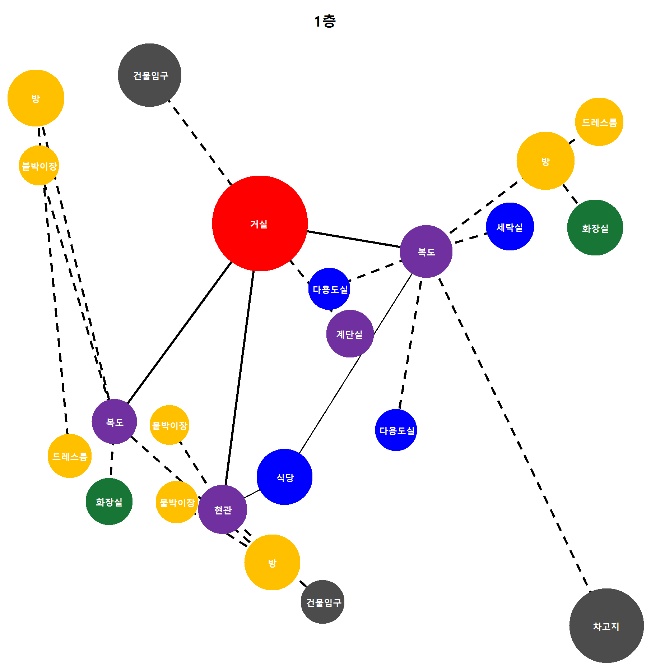 1층
건물입구
방
드레스룸
붙박이장
방
거실
세탁실
화장실
복도
다용도실
계단실
복도
붙박이장
다용도실
드레스룸
식당
화장실
붙박이장
현관
방
건물입구
차고지